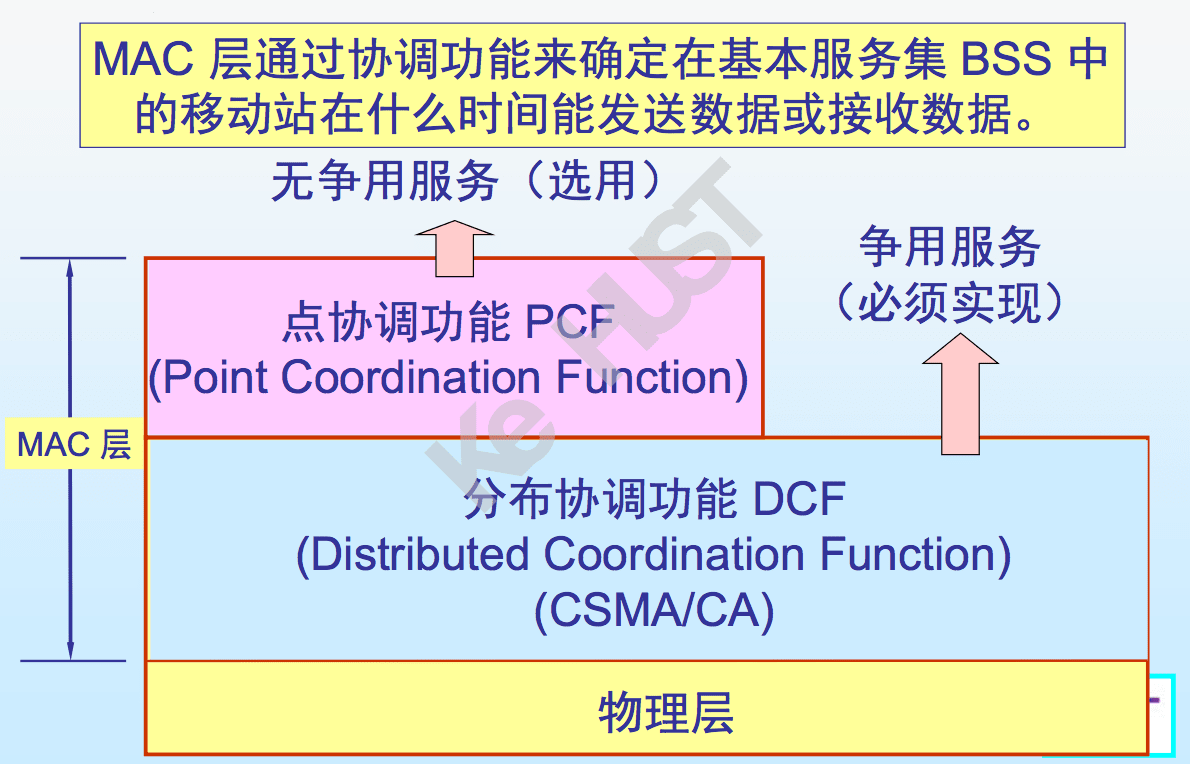 MAC 层通过协调功能来确定在基本服务集 BSS 中
的移动站在什么时间能发送数据或接收数据。
无争用服务（选用）
争用服务
（必须实现）
点协调功能 PCF
(Point Coordination Function)
MAC 层
分布协调功能 DCF
(Distributed Coordination Function)
(CSMA/CA)
物理层
Ke HUST